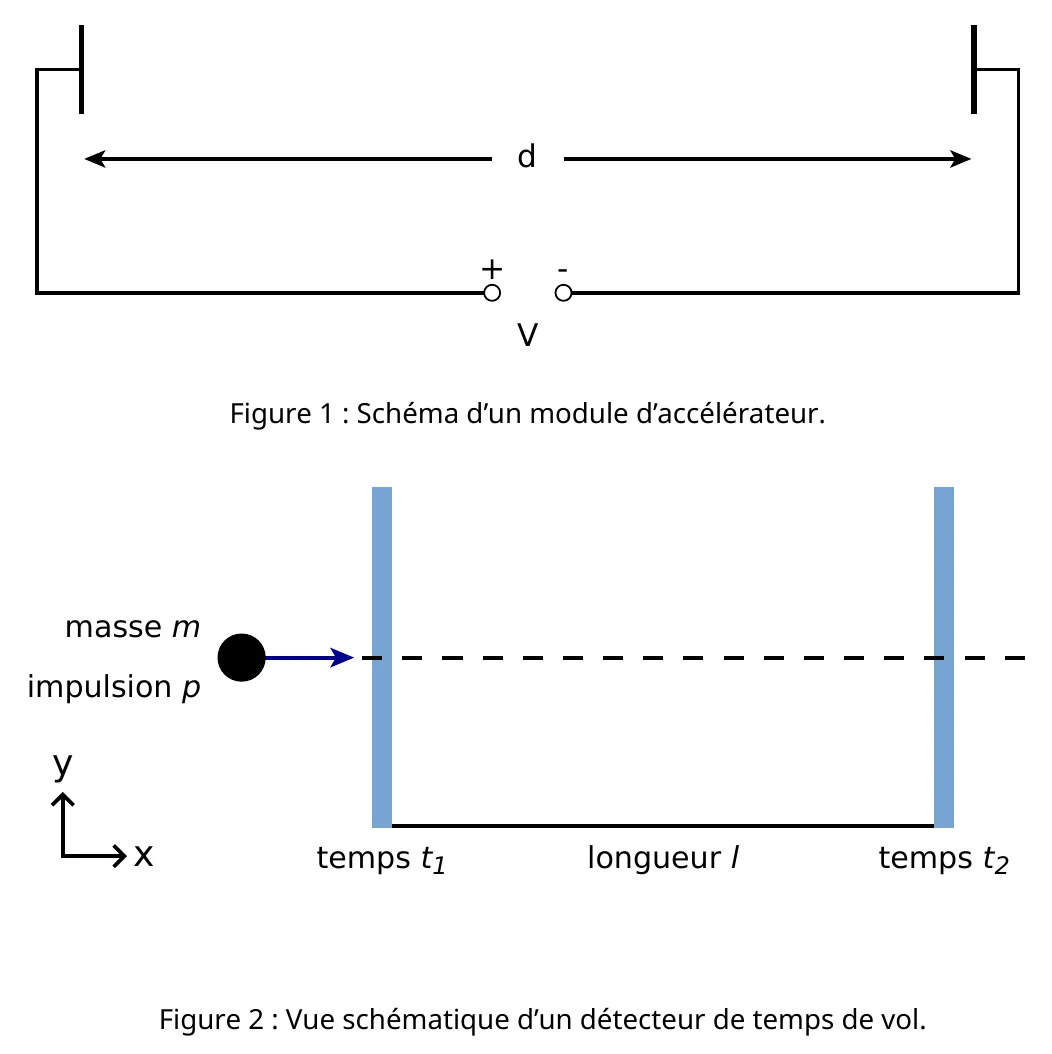 d
+ -
V
Figure 1 : Schéma d’un module d’accélérateur.
masse m
impulsion p
y
x
temps t1 longueur l temps t2
Figure 2 : Vue schématique d’un détecteur de temps de vol.